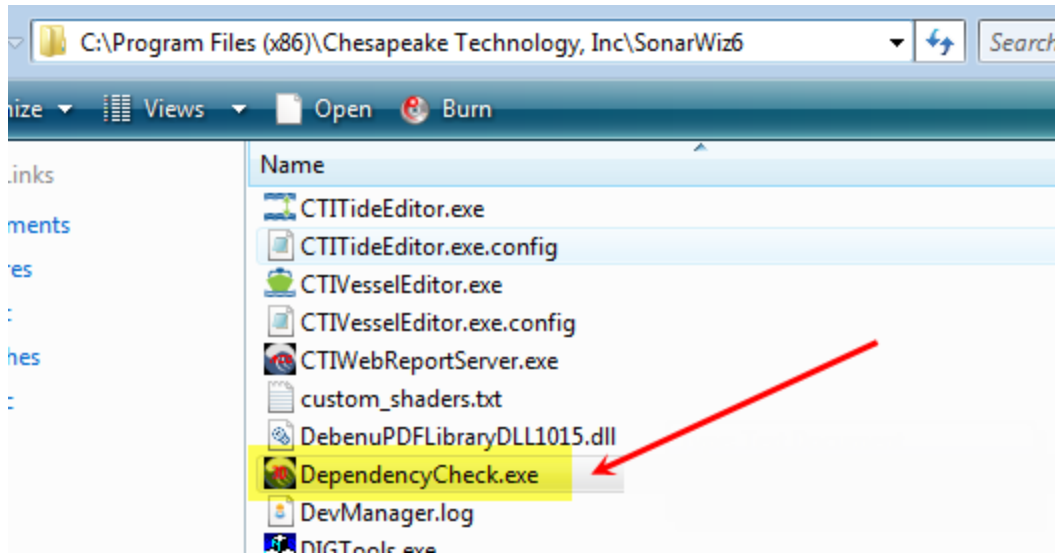 C:\Program Files (x86)\Chesapeake Technology, Inc\SonarWiz6
Search
nize Views Open Burn
Links
Name
ments
res
hes
CTITideEditor.exe
CTITideEditor.exe.config
CTIVesselEditor.exe
CTIVesselEditor.exe.config
CTIWebReportServer.exe
custom_shaders.txt
DebenuPDFLibraryDLL1015.dll
DependencyCheck.exe
DevManager.log
DIGTools.exe